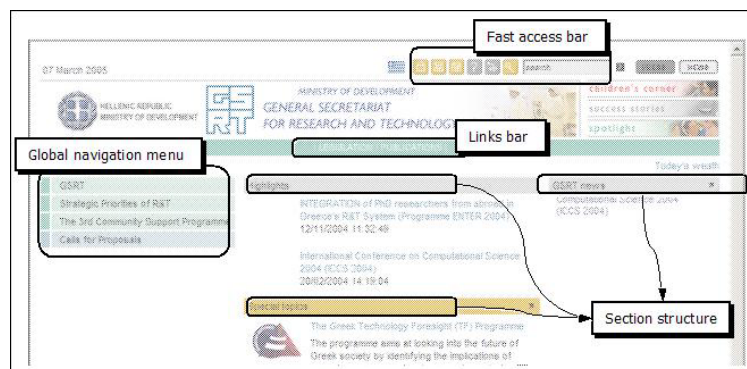 Fast access bar
07 March 2005
search
children's corner
success stories
spotlight
HELLENIC REPUBLIC
MINISTRY OF DEVELOPMENT
GSRT
MINISTRY OF DEVELOPMENT
GENERAL SECRETARIAT
FOR RESEARCH AND TECHNOLOGY
LEGISLATION PUBLICATIONS
Links bar
Global navigation menu
Today's
GSRT
Strategic Priorities of R&T
The 3rd Community Support Programme
Calls for Proposals
Highlights
INTEGRATION of PhD researchers from abroad in
Greece's R&T System (Programme ENTER 2004)
12/11/2004 11:32:49
International Conference on Computational Science
2004 (ICCS 2004)
20/02/2004 14:19:04
GSRT news
Computational Science 2004
(ICCS 2004)
Special topics
The Greek Technology Foresight (TF) Programme
The programme aims at looking into the future of
Greek society by identifying the implications of
Section structure